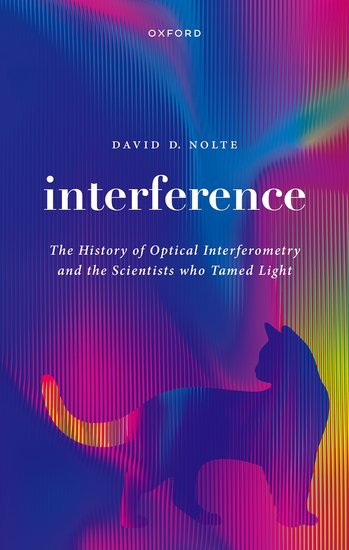 OXFORD
DAVID D. NOLTE
interference
The History of Optical Interferometry
and the Scientists who Tamed Light